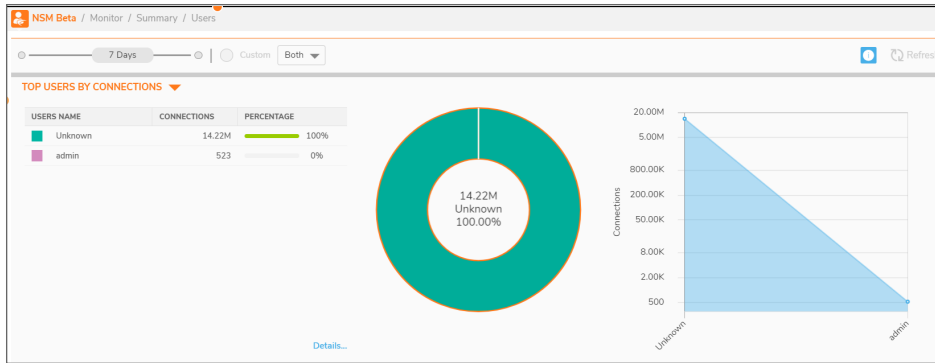 NSM Beta / Monitor / Summary / Users
7 Days
Custom
Both
i
Refres
TOP USERS BY CONNECTIONS
USERS NAME CONNECTIONS PERCENTAGE
Unknown 14.22M 100%
admin 523 0%
14.22M
Unknown
100.00%
Connections
20.00M
5.00M
800.00K
200.00K
50.00K
8.00K
2.00K
500
Unknown
admin
Details...